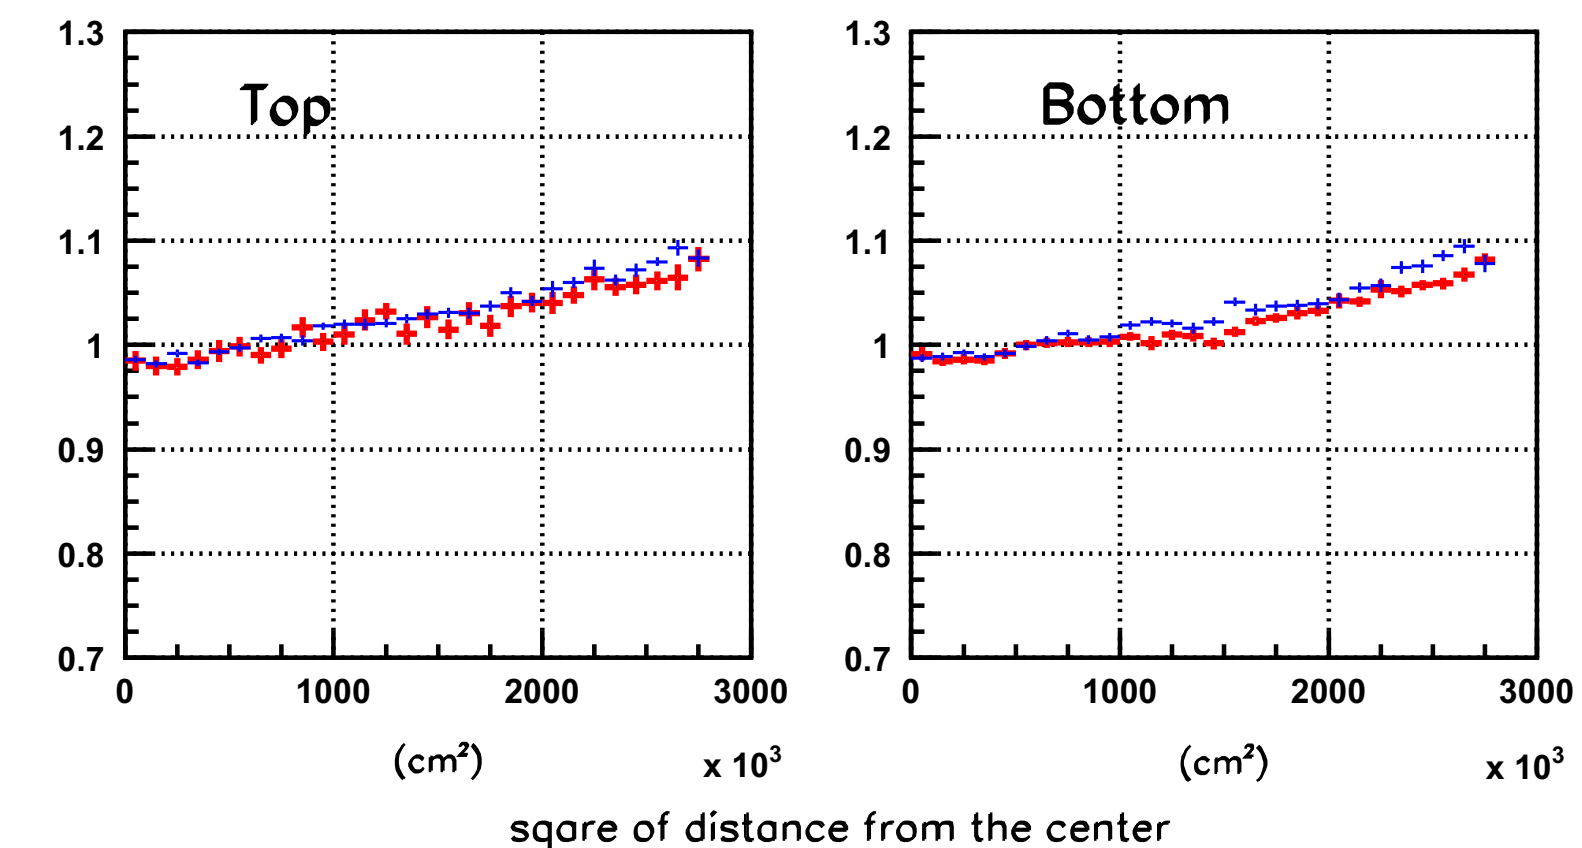 1.3
1.2
1.1
1
0.9
0.8
0.7
Top
0 1000 2000 3000
(cm²)
x 10³
1.3
1.2
1.1
1
0.9
0.8
0.7
Bottom
0 1000 2000 3000
(cm²)
x 10³
sqare of distance from the center